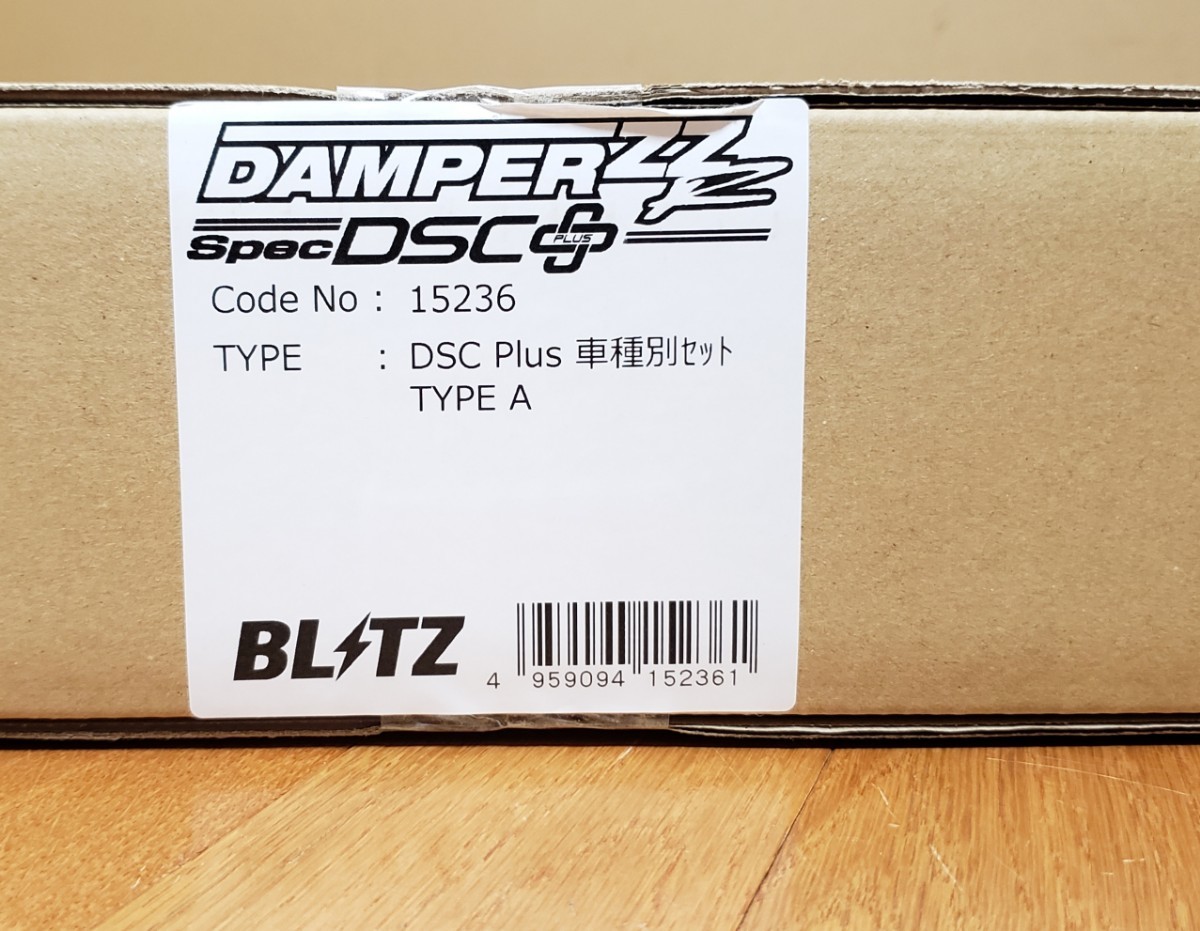 DAMPER ZZ-R
Spec DSC PLUS
Code No : 15236
TYPE : DSC Plus 車種別ｾｯﾄ
TYPE A
BLITZ
4 959094 152361